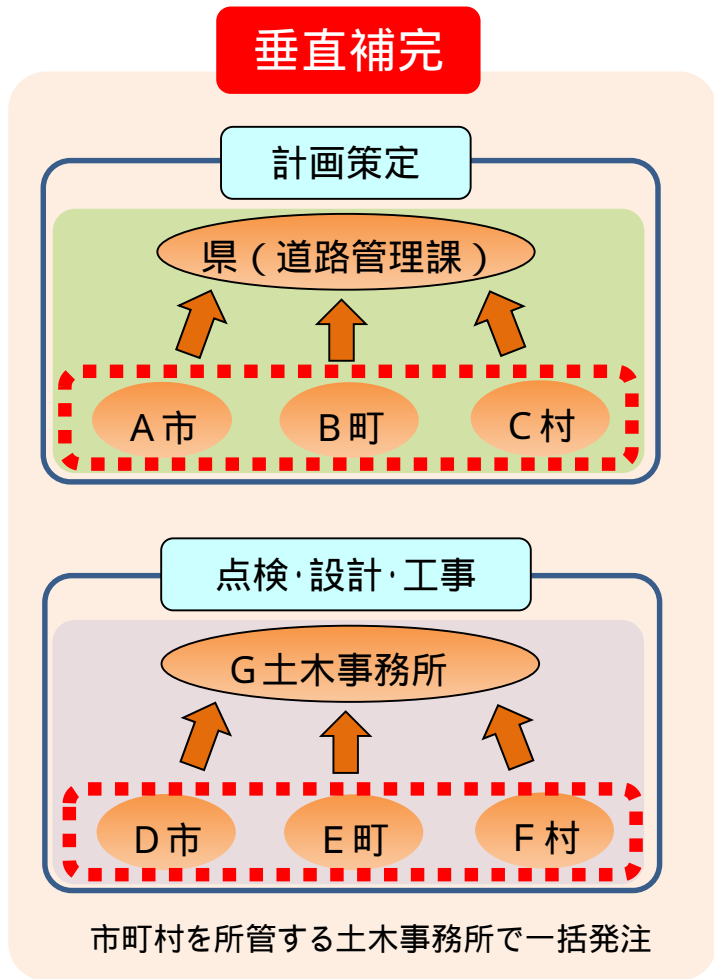 垂直補完
計画策定
県(道路管理課)
A市
B町
C村
点検・設計・工事
G土木事務所
D市
E町
F村
市町村を所管する土木事務所で一括発注